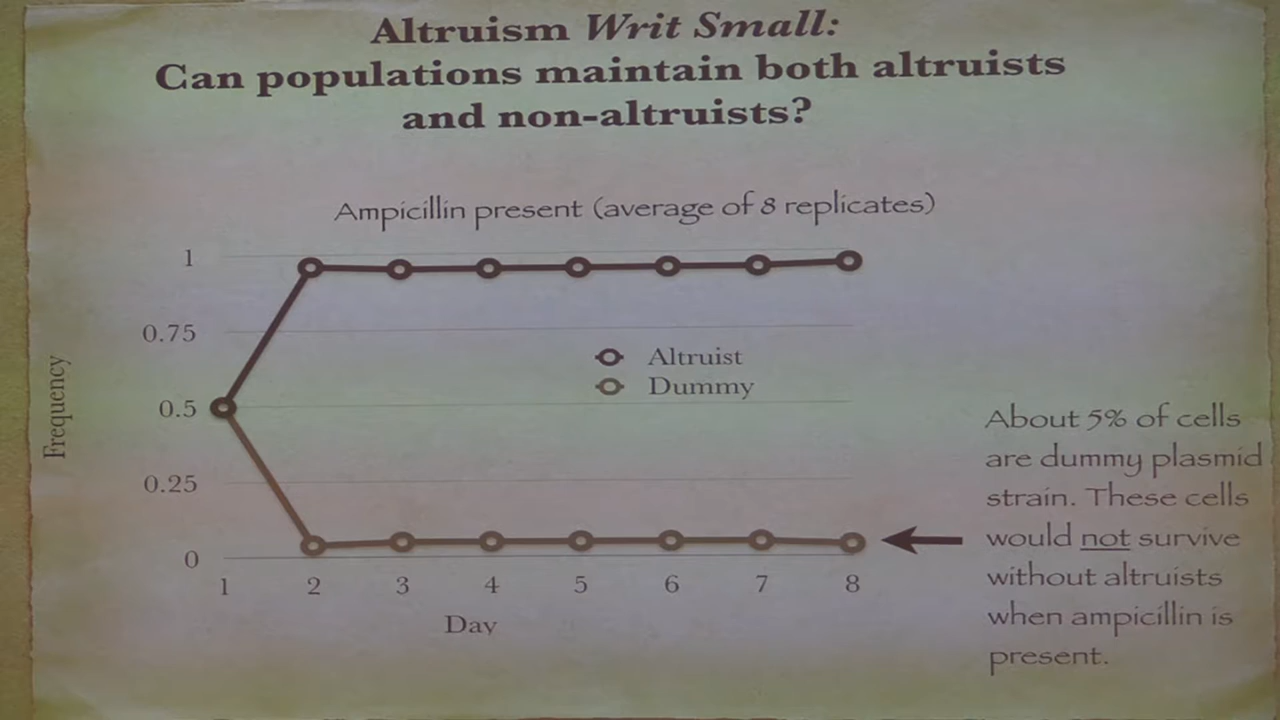 Altruism Writ Small:
Can populations maintain both altruists
and non-altruists?
Ampicillin present (average of 8 replicates)
1
0.75
0.5
0.25
0
Frequency
1 2 3 4 5 6 7 8
Day
Altruist
Dummy
About 5% of cells
are dummy plasmid
strain. These cells
would not survive
without altruists
when ampicillin is
present.